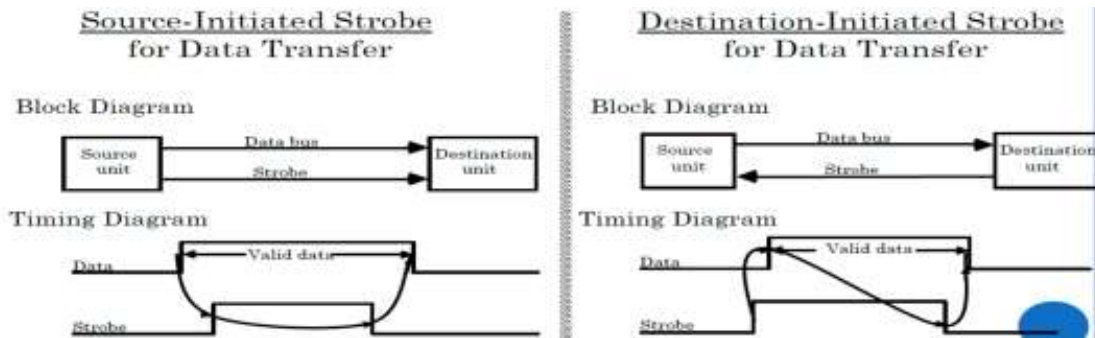 Source-Initiated Strobe
for Data Transfer
Block Diagram
Source
unit
Data bus
Strobe
Destination
unit
Timing Diagram
Data
Valid data
Strobe
Destination-Initiated Strobe
for Data Transfer
Block Diagram
Source
unit
Data bus
Strobe
Destination
unit
Timing Diagram
Data
Valid data
Strobe